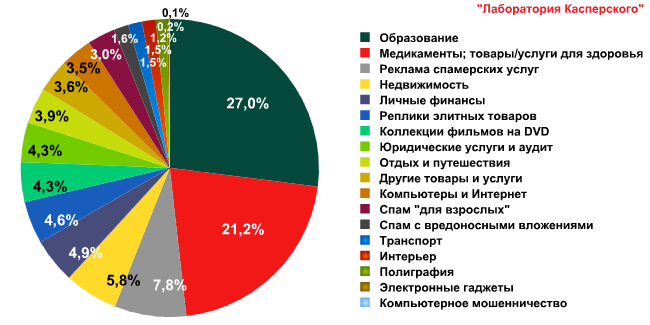 "Лаборатория Касперского"
0,1%
0,2%
1,2%
1,5%
1,5%
1,6%
3,0%
3,5%
3,6%
3,9%
4,3%
4,3%
4,6%
4,9%
5,8%
7,8%
21,2%
27,0%
Образование
Медикаменты; товары/услуги для здоровья
Реклама спамерских услуг
Недвижимость
Личные финансы
Реплики элитных товаров
Коллекции фильмов на DVD
Юридические услуги и аудит
Отдых и путешествия
Другие товары и услуги
Компьютеры и Интернет
Спам "для взрослых"
Спам с вредоносными вложениями
Транспорт
Интерьер
Полиграфия
Электронные гаджеты
Компьютерное мошенничество